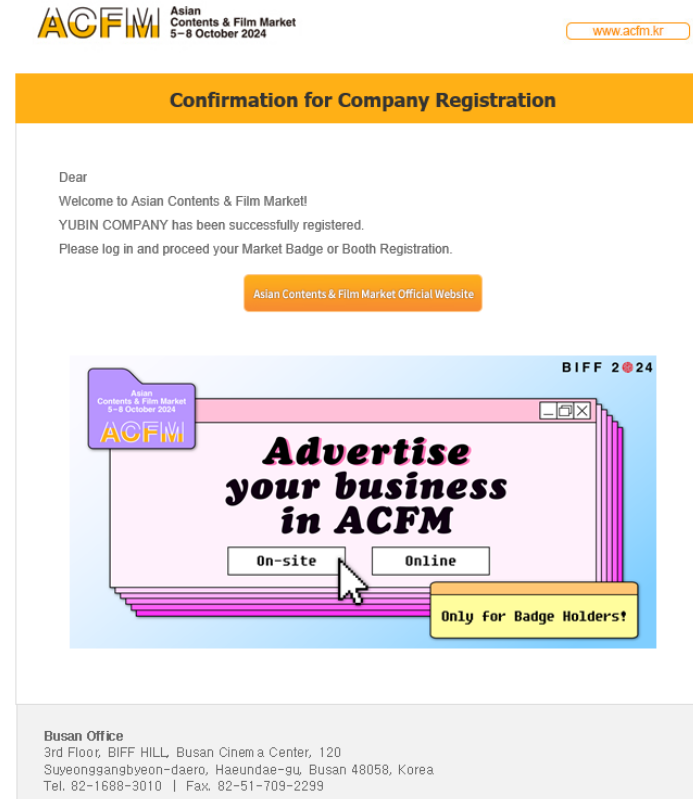 ACFM
Asian
Contents & Film Market
5–8 October 2024
www.acfm.kr
Confirmation for Company Registration
Dear
Welcome to Asian Contents & Film Market!
YUBIN COMPANY has been successfully registered.
Please log in and proceed your Market Badge or Booth Registration.
Asian Contents & Film Market Official Website
BIFF 2024
Asian
Contents & Film Market
5–8 October 2024
ACFM
Advertise
your business
in ACFM
On-site
Online
Only for Badge Holders!
Busan Office
3rd Floor, BIFF HILL, Busan Cinema Center, 120
Suyeonggangbyeon-daero, Haeundae-gu, Busan 48058, Korea
Tel. 82-1688-3010 | Fax. 82-51-709-2299